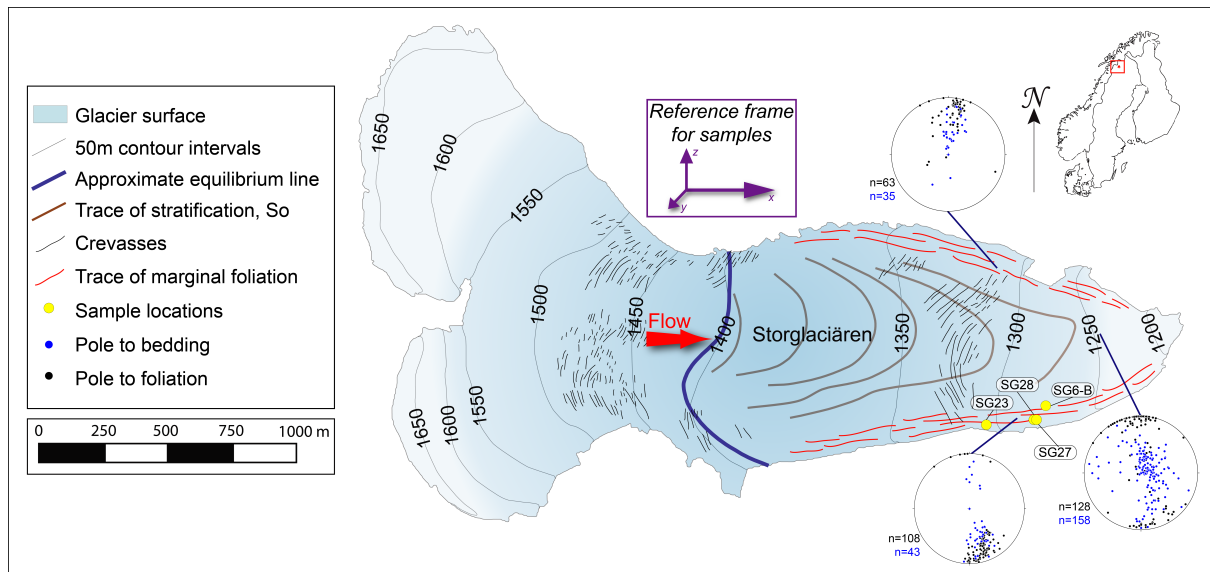 Glacier surface
50m contour intervals
Approximate equilibrium line
Trace of stratification, So
Crevasses
Trace of marginal foliation
Sample locations
Pole to bedding
Pole to foliation
0 250 500 750 1000 m
1650
1600
1550
1500
1450
1400
1350
1300
1250
1200
1650
1600
1550
Reference frame
for samples
z
x
y
Flow
Storglaciären
N
n=63
n=35
SG28
SG23
SG6-B
SG27
n=108
n=43
n=128
n=158